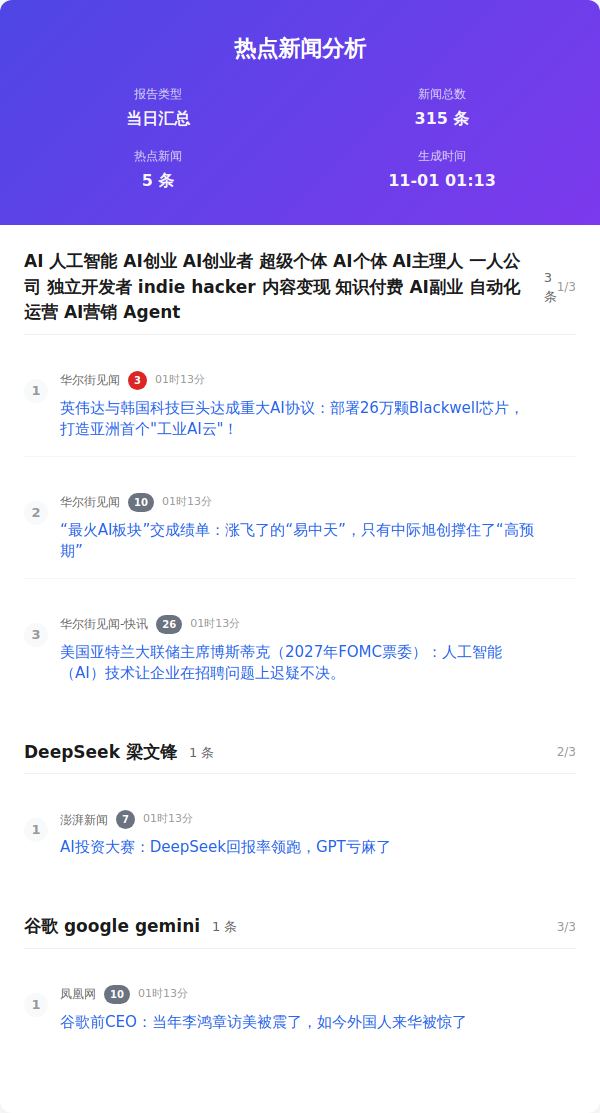 热点新闻分析
报告类型
新闻总数
当日汇总
315 条
热点新闻
生成时间
5 条
11-01 01:13
AI 人工智能 AI创业 AI创业者 超级个体 AI个体 AI主理人 一人公
司 独立开发者 indie hacker 内容变现 知识付费 AI副业 自动化
运营 AI营销 Agent
3
条
1/3
1
华尔街见闻 3 01时13分
英伟达与韩国科技巨头达成重大AI协议：部署26万颗Blackwell芯片，
打造亚洲首个"工业AI云"！
2
华尔街见闻 10 01时13分
“最火AI板块”交成绩单：涨飞了的“易中天”，只有中际旭创撑住了“高预
期”
3
华尔街见闻-快讯 26 01时13分
美国亚特兰大联储主席博斯蒂克（2027年FOMC票委）：人工智能
（AI）技术让企业在招聘问题上迟疑不决。
DeepSeek 梁文锋 1 条 2/3
1
澎湃新闻 7 01时13分
AI投资大赛：DeepSeek回报率领跑，GPT亏麻了
谷歌 google gemini 1 条 3/3
1
凤凰网 10 01时13分
谷歌前CEO：当年李鸿章访美被震了，如今外国人来华被惊了